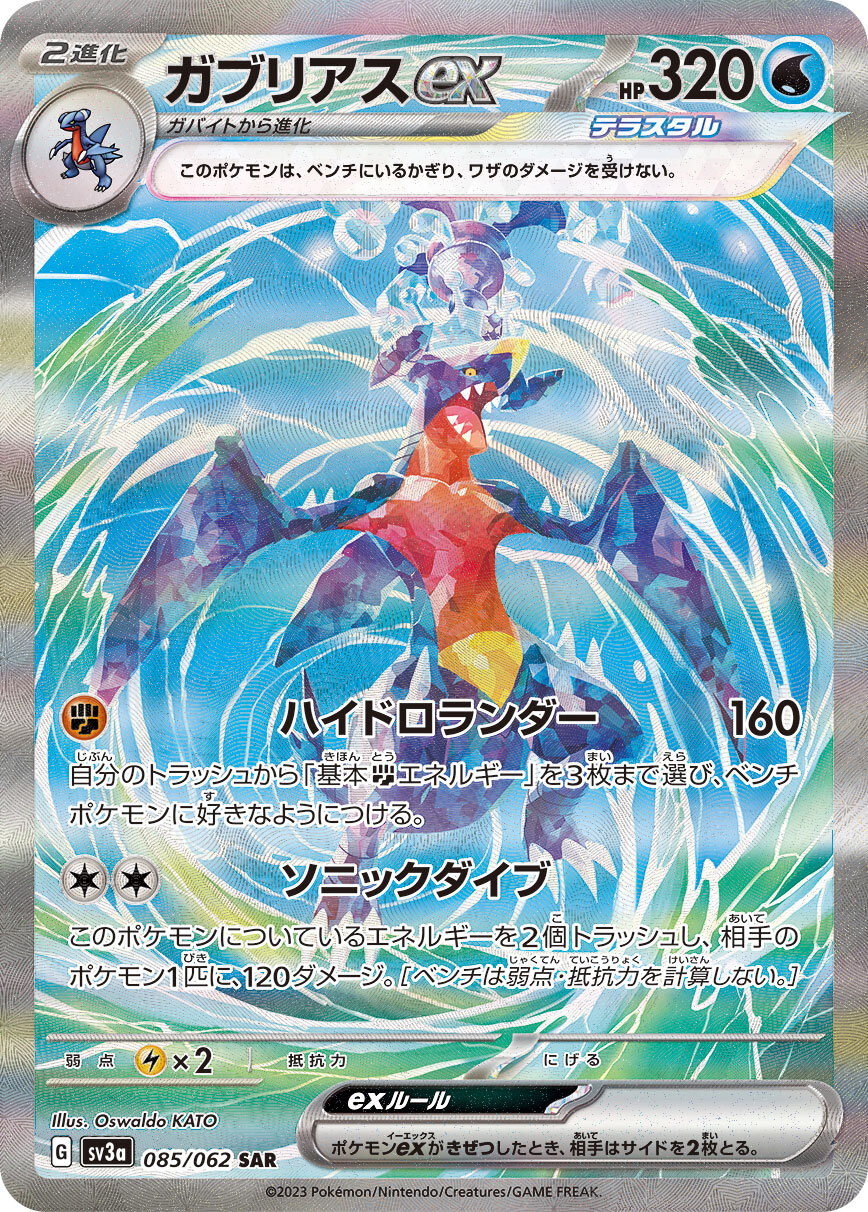 2進化
ガブリアスex
HP320
ガバイトから進化
テラスタル
このポケモンは、ベンチにいるかぎり、ワザのダメージを受けない。
ハイドロランダー 160
自分のトラッシュから「基本エネルギー」を3枚まで選び、ベンチ
ポケモンに好きなようにつける。
ソニックダイブ
このポケモンについているエネルギーを2個トラッシュし、相手の
ポケモン1匹に、120ダメージ。[ベンチは弱点・抵抗力を計算しない。]
弱点 ×2 抵抗力 にげる
exルール
ポケモンexがきぜつしたとき、相手はサイドを2枚とる。
Illus. Oswaldo KATO
G sv3a 085/062 SAR
©2023 Pokémon/Nintendo/Creatures/GAME FREAK.